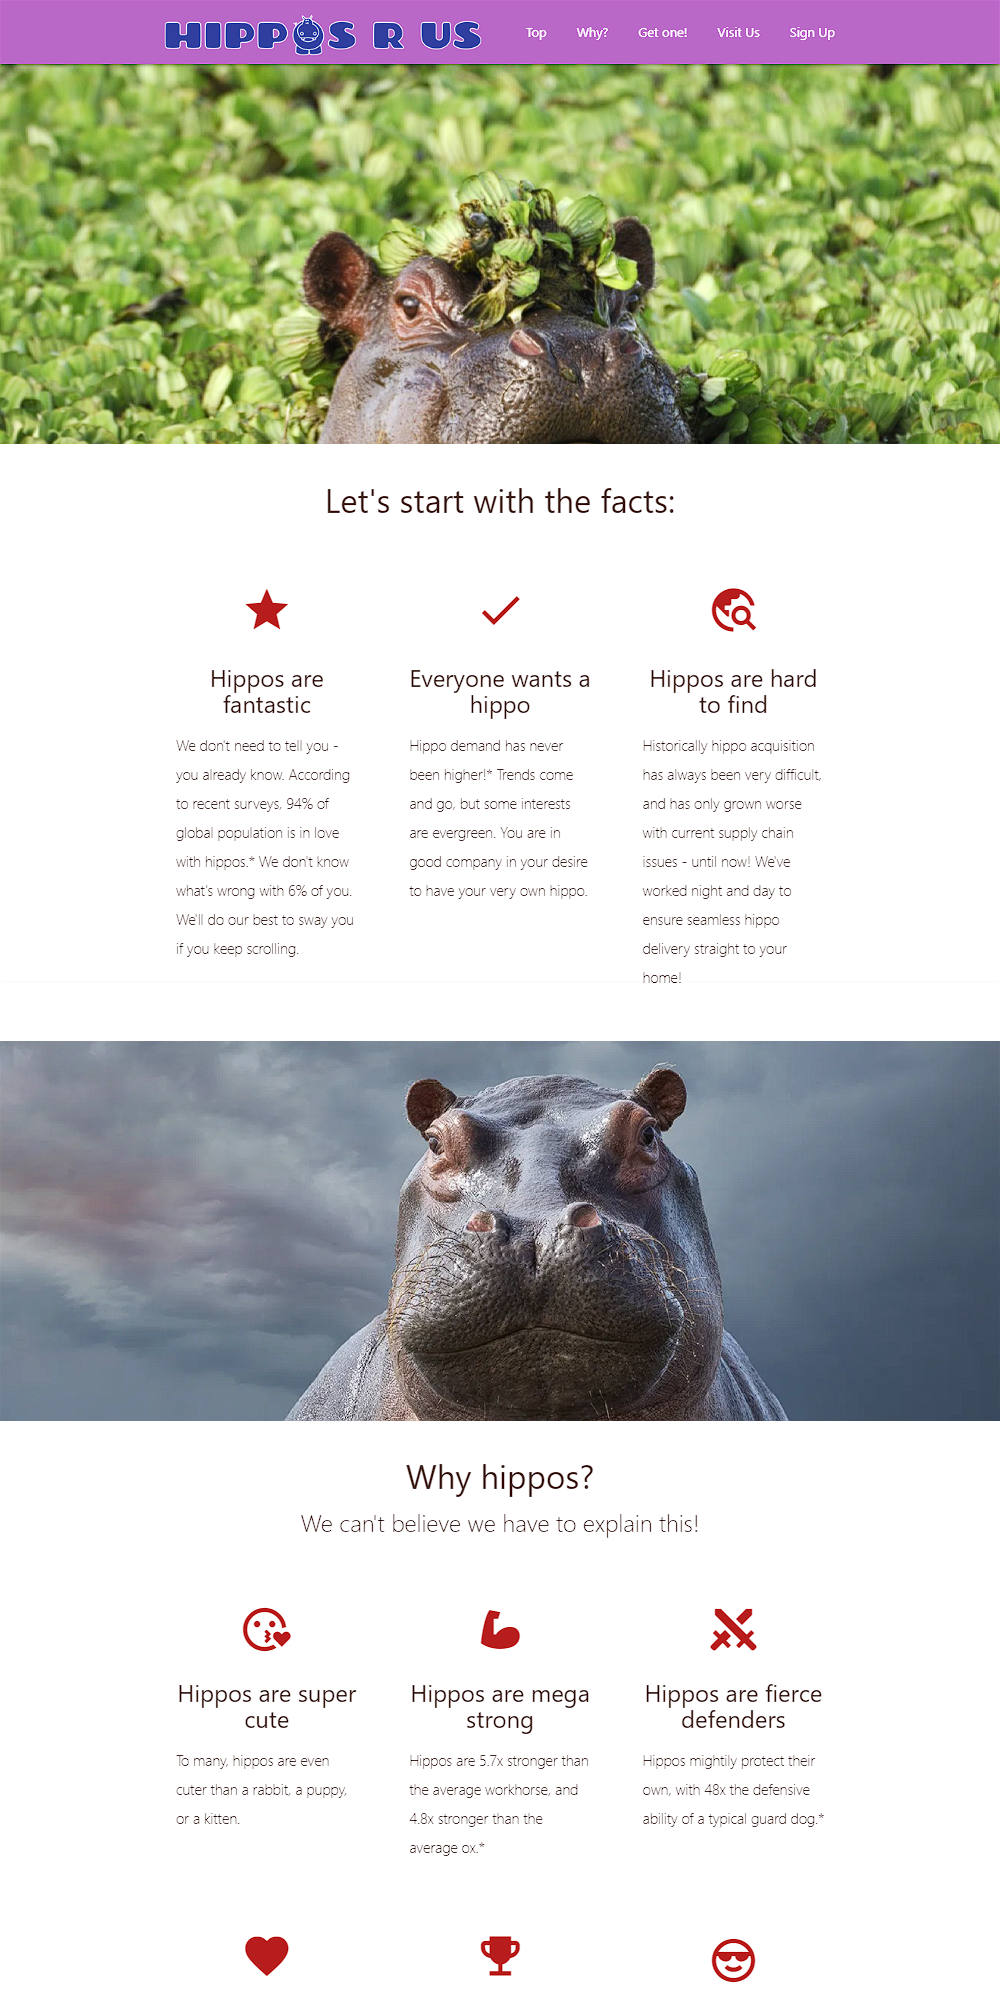 HIPPOS R US
Top Why? Get one! Visit Us Sign Up
Let's start with the facts:
Hippos are
fantastic
We don't need to tell you -
you already know. According
to recent surveys, 94% of
global population is in love
with hippos.* We don't know
what's wrong with 6% of you.
We'll do our best to sway you
if you keep scrolling.
Everyone wants a
hippo
Hippo demand has never
been higher!* Trends come
and go, but some interests
are evergreen. You are in
good company in your desire
to have your very own hippo.
Hippos are hard
to find
Historically hippo acquisition
has always been very difficult,
and has only grown worse
with current supply chain
issues - until now! We've
worked night and day to
ensure seamless hippo
delivery straight to your
home!
Why hippos?
We can't believe we have to explain this!
Hippos are super
cute
To many, hippos are even
cuter than a rabbit, a puppy,
or a kitten.
Hippos are mega
strong
Hippos are 5.7x stronger than
the average workhorse, and
4.8x stronger than the
average ox.*
Hippos are fierce
defenders
Hippos mightily protect their
own, with 48x the defensive
ability of a typical guard dog.*